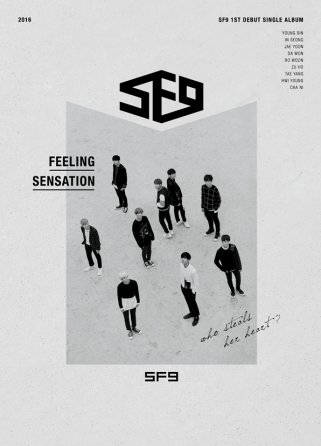 2016
SF9 1ST DEBUT SINGLE ALBUM
YOUNG BIN
IN SEONG
JAE YOON
DA WON
RO WOON
ZU HO
TAE YANG
HWI YOUNG
CHA NI
SF9
FEELING
SENSATION
who steals
her heart?
SF9